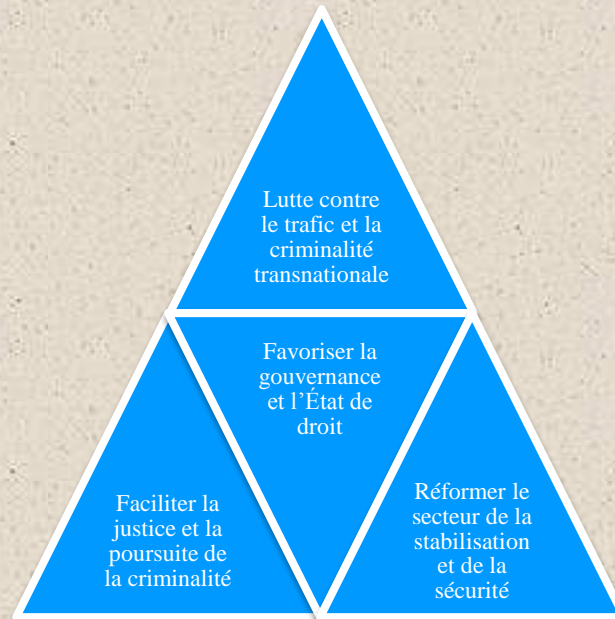 Lutte contre
le trafic et la
criminalité
transnationale
Favoriser la
gouvernance
et l’État de
droit
Faciliter la
justice et la
poursuite de
la criminalité
Réformer le
secteur de la
stabilisation
et de la
sécurité